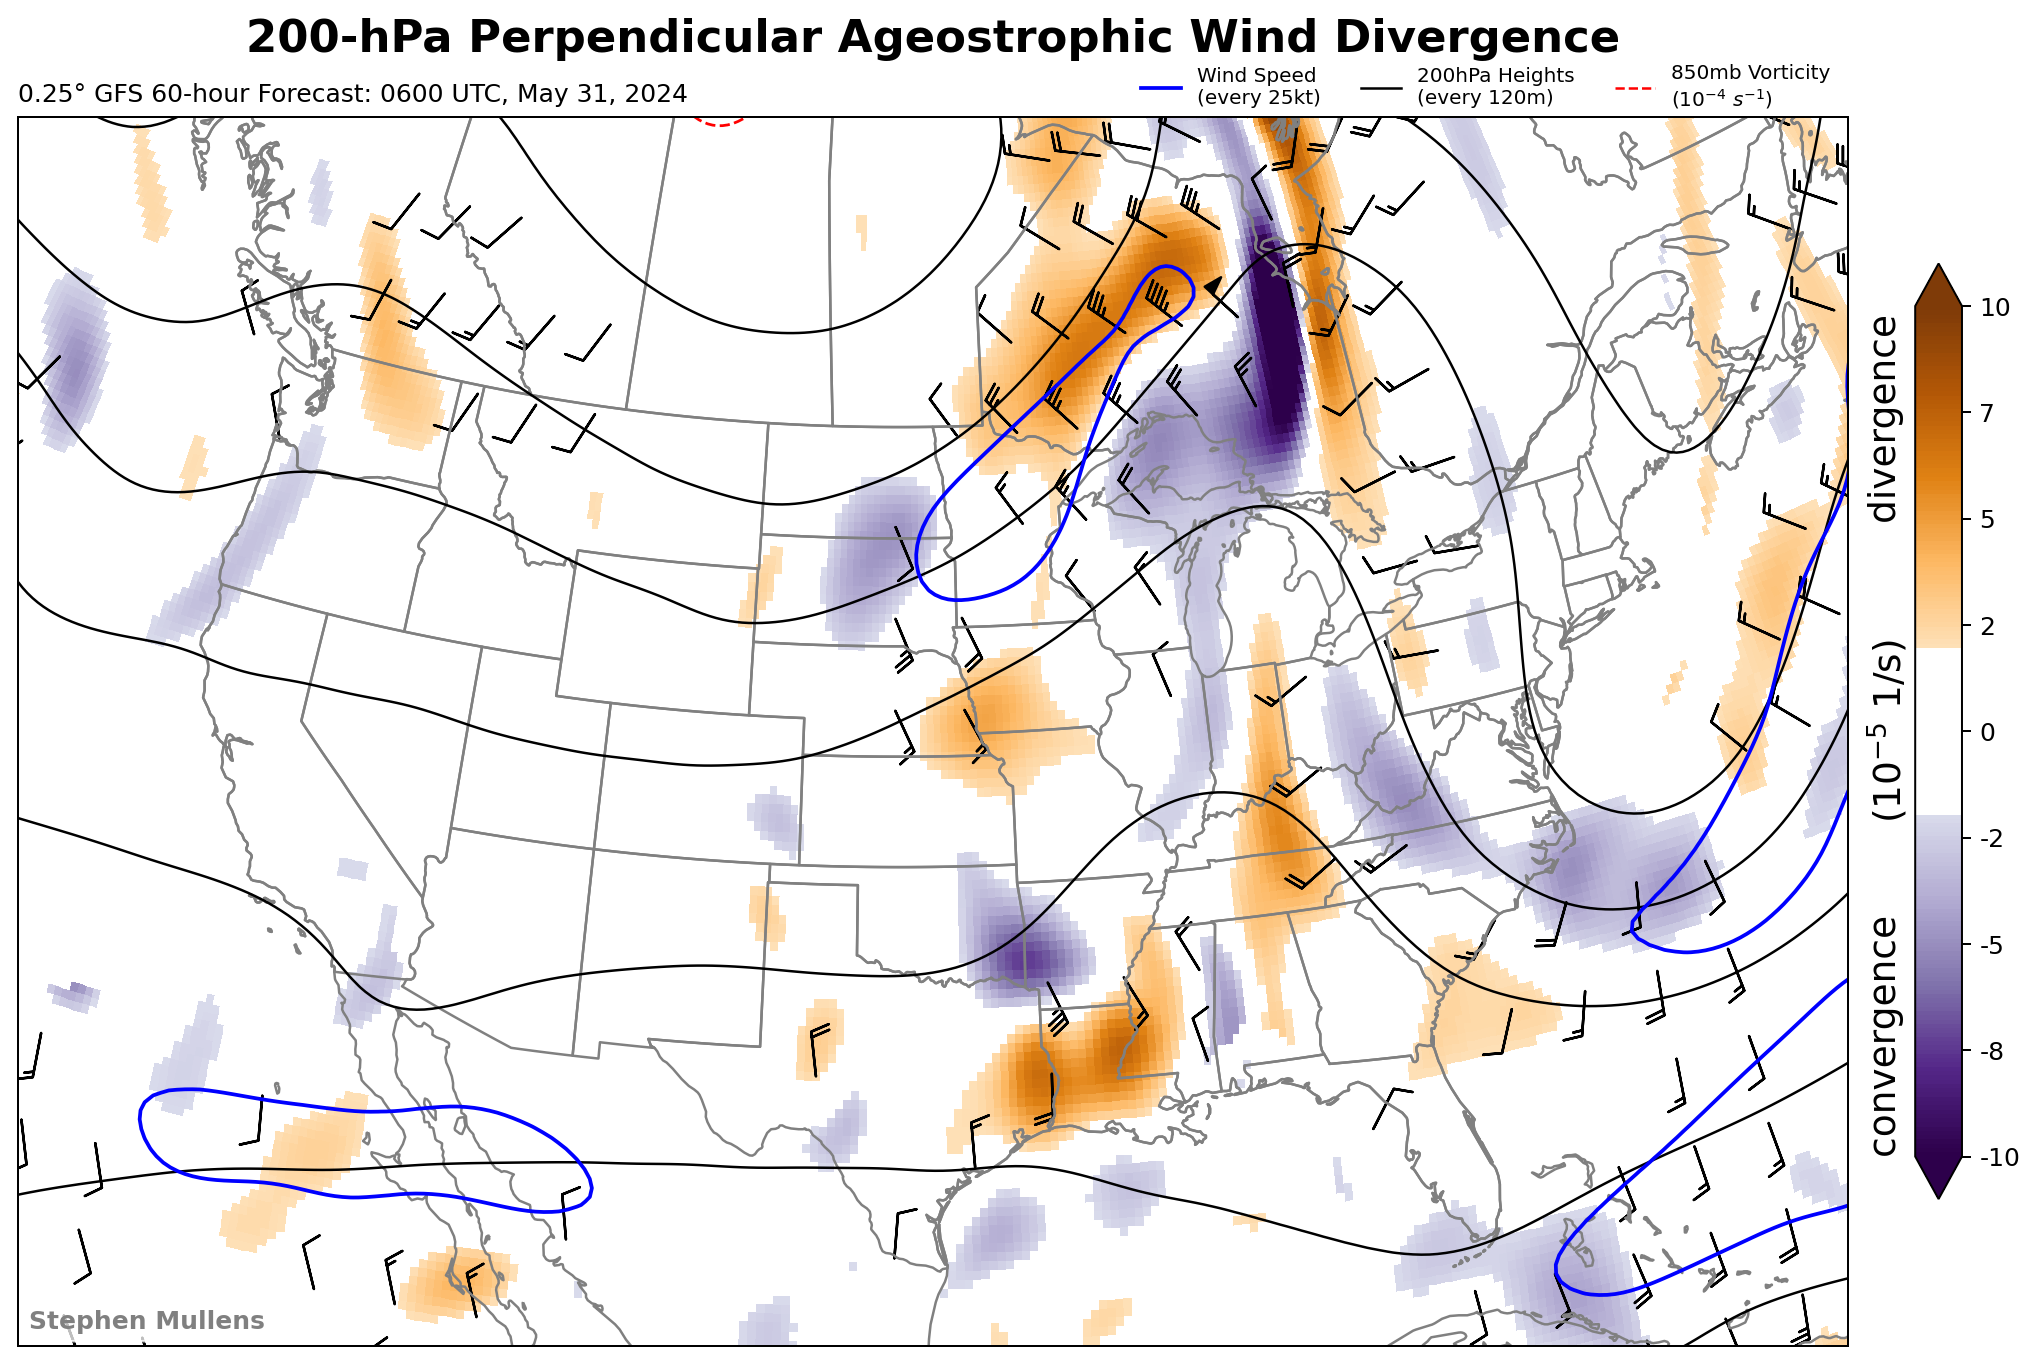 200-hPa Perpendicular Ageostrophic Wind Divergence
0.25° GFS 60-hour Forecast: 0600 UTC, May 31, 2024
Wind Speed
(every 25kt)
200hPa Heights
(every 120m)
850mb Vorticity
(10⁻⁴ s⁻¹)
10
7
5
2
0
-2
-5
-8
-10
convergence (10⁻⁵ 1/s) divergence
Stephen Mullens